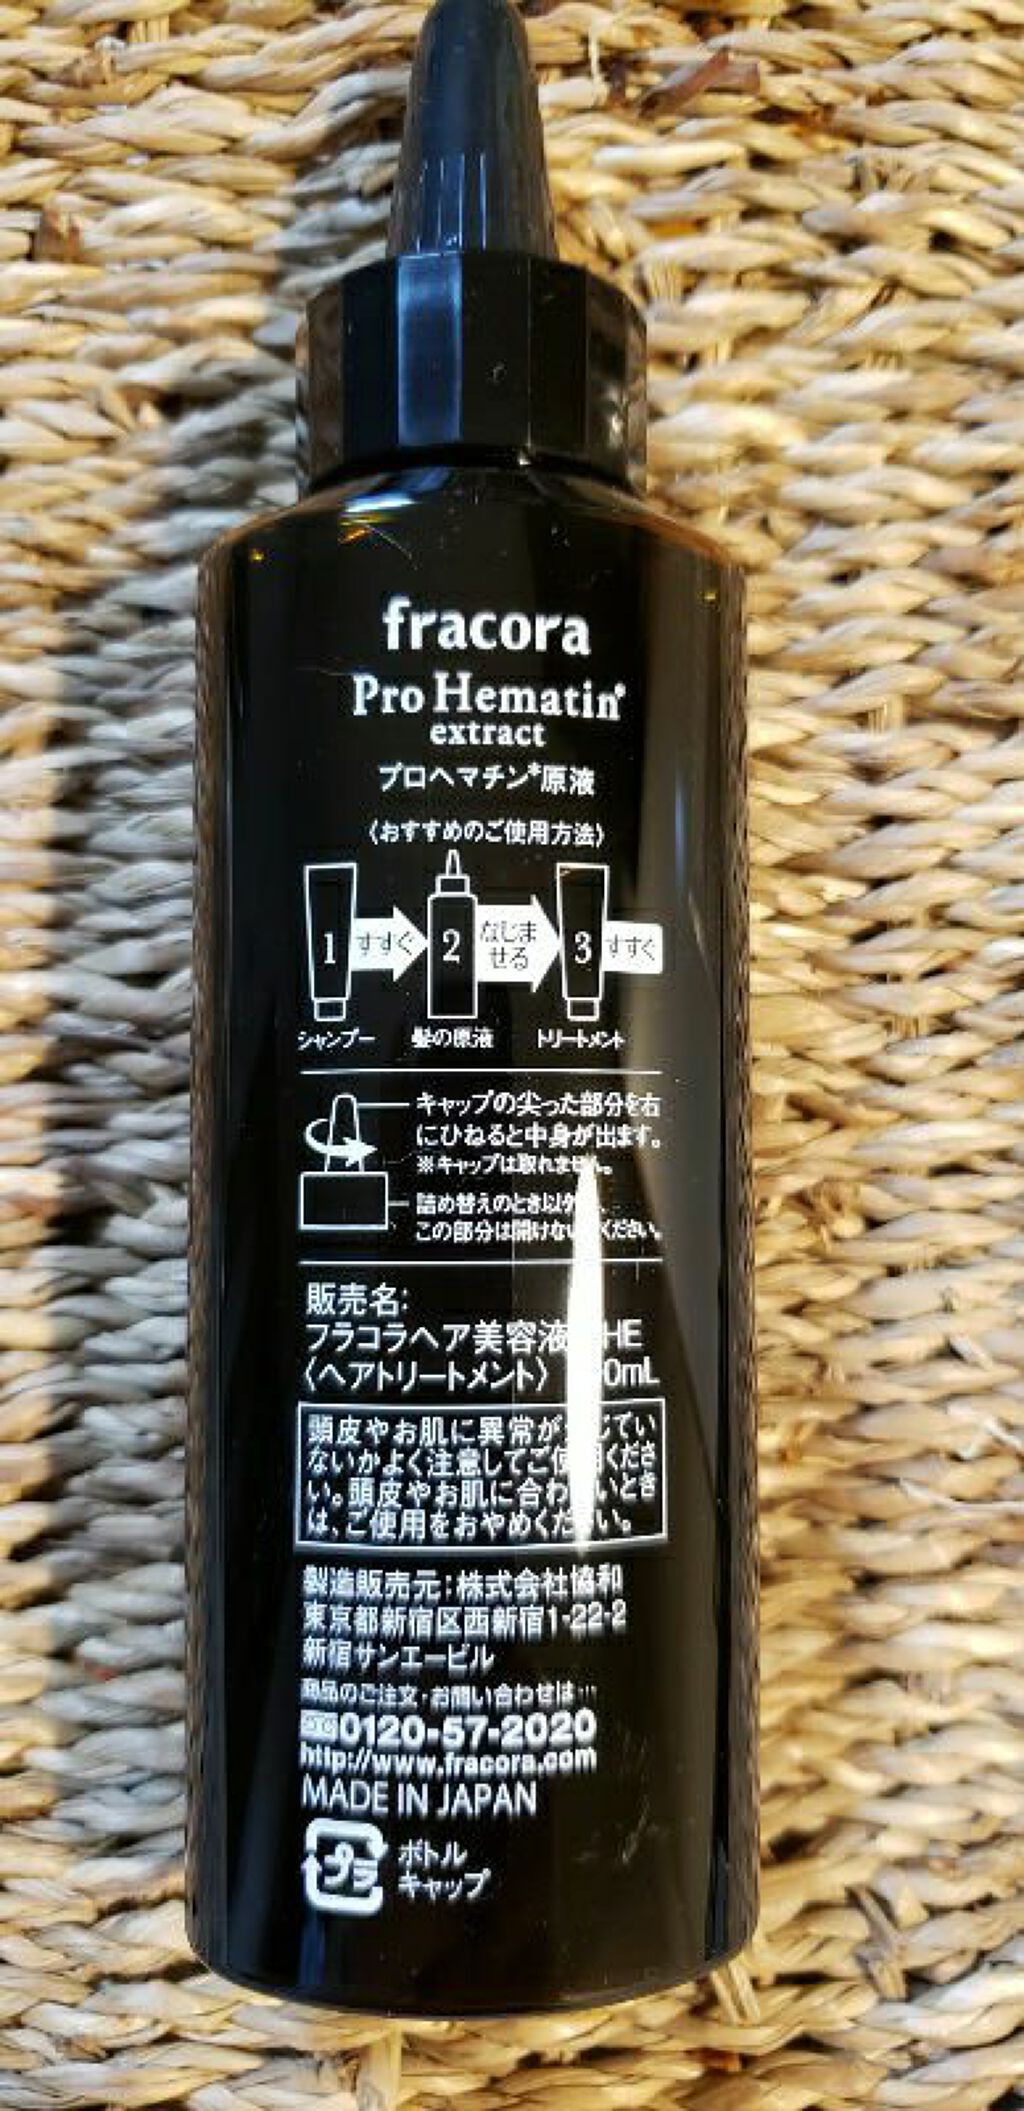 fracora
Pro Hematin*
extract
プロヘマチン*原液
〈おすすめのご使用方法〉
1 すすぐ 2 なじま
せる 3 すすぐ
シャンプー 髪の原液 トリートメント
キャップの尖った部分を右
にひねると中身が出ます。
※キャップは取れません。
詰め替えのとき以外
この部分は開けない ください。
販売名:
フラコラヘア美容液 HE
〈ヘアトリートメント〉 0mL
頭皮やお肌に異常が生じてい
ないかよく注意してご使用くださ
い。頭皮やお肌に合わないとき
は、ご使用をおやめください。
製造販売元:株式会社協和
東京都新宿区西新宿1-22-2
新宿サンエービル
商品のご注文・お問い合わせは…
0120-57-2020
http://www.fracora.com
MADE IN JAPAN
プラ ボトル
キャップ